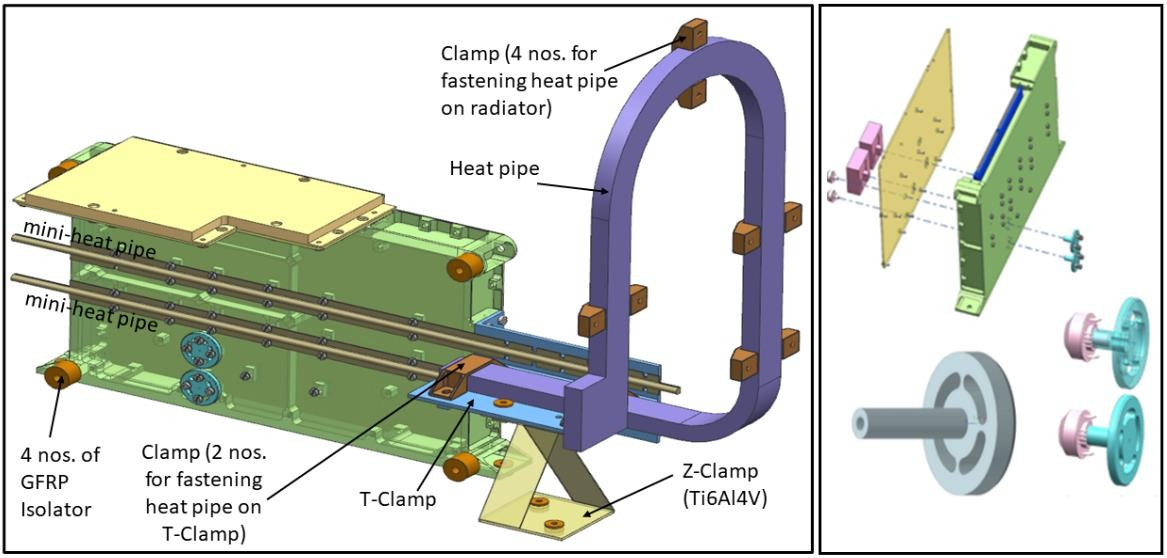 Clamp (4 nos. for
fastening heat pipe
on radiator)
Heat pipe
mini-heat pipe
mini-heat pipe
4 nos. of
GFRP
Isolator
Clamp (2 nos.
for fastening
heat pipe on
T-Clamp)
T-Clamp
Z-Clamp
(Ti6Al4V)